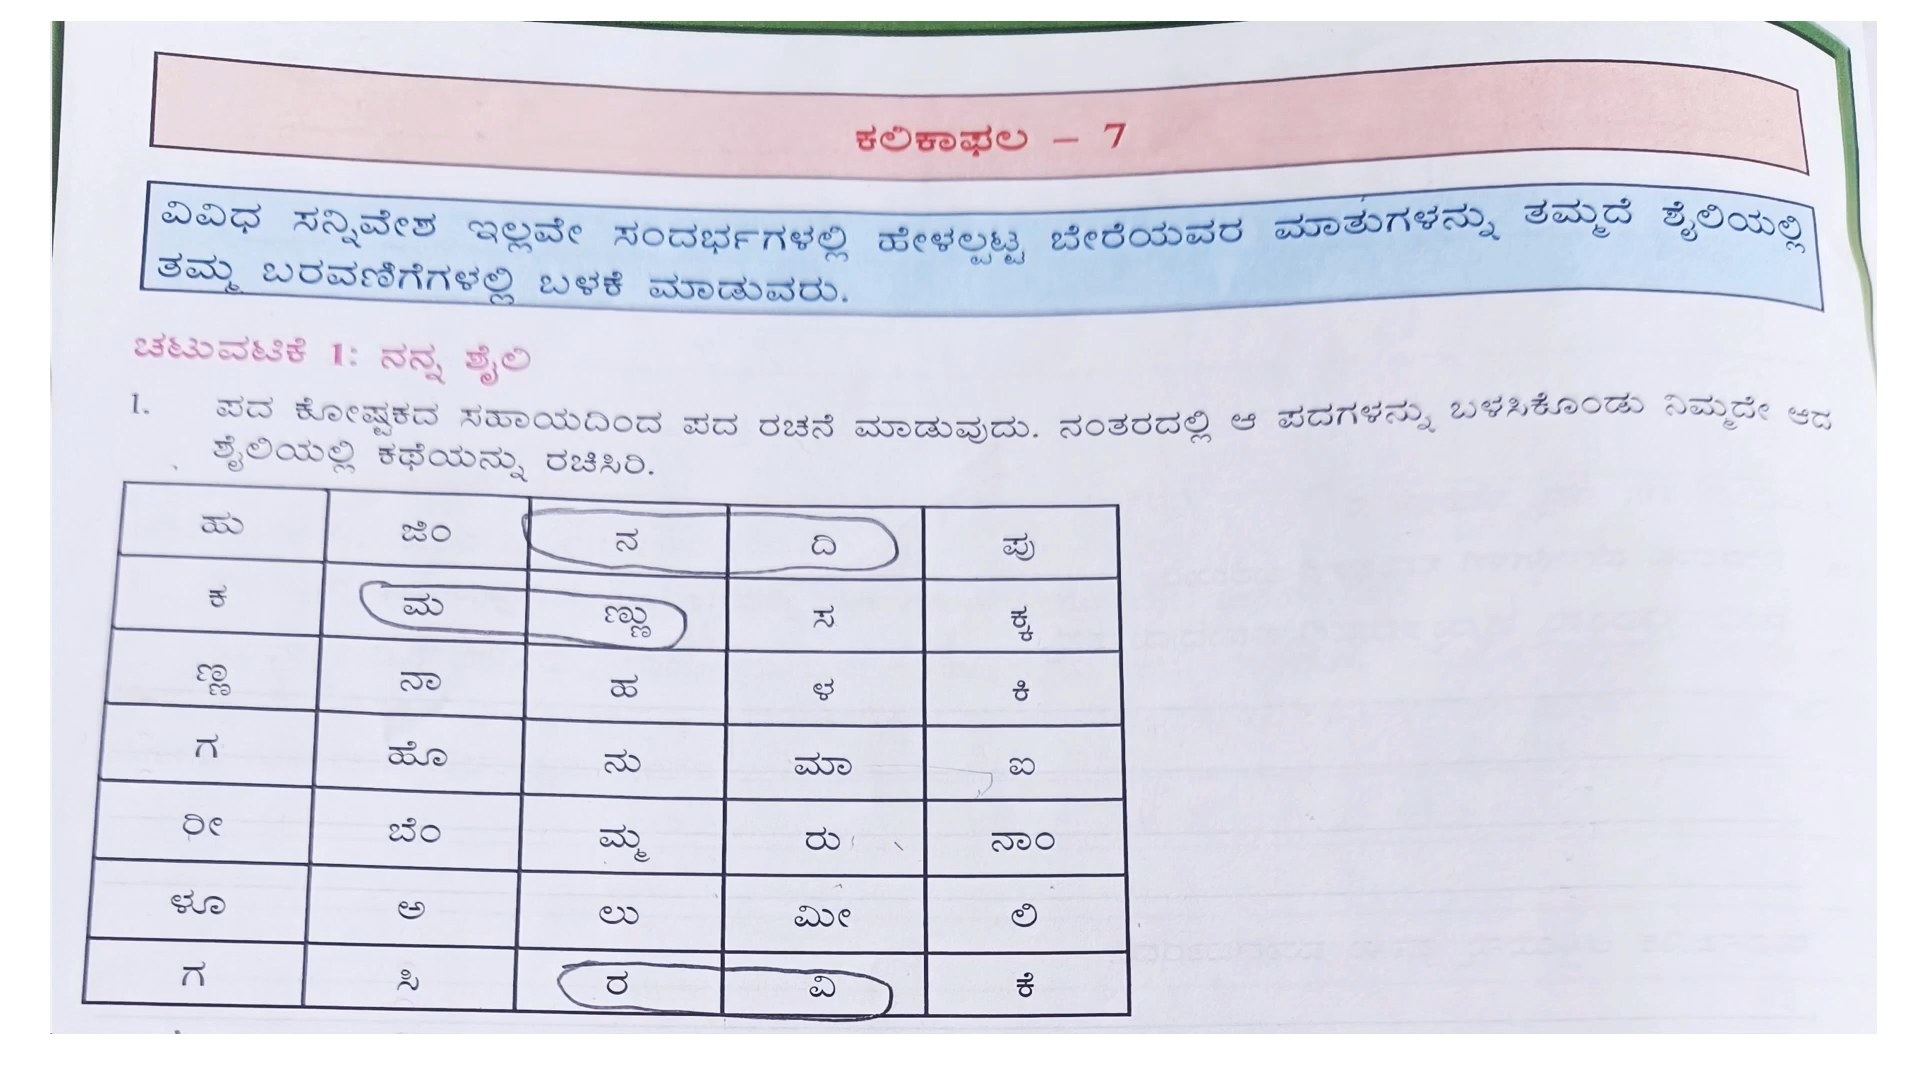 ಕಲಿಕಾಫಲ – 7
ವಿವಿಧ ಸನ್ನಿವೇಶ ಇಲ್ಲವೇ ಸಂದರ್ಭಗಳಲ್ಲಿ ಹೇಳಲ್ಪಟ್ಟ ಬೇರೆಯವರ ಮಾತುಗಳನ್ನು ತಮ್ಮದೆ ಶೈಲಿಯಲ್ಲಿ
ತಮ್ಮ ಬರವಣಿಗೆಗಳಲ್ಲಿ ಬಳಕೆ ಮಾಡುವರು.
ಚಟುವಟಿಕೆ 1: ನನ್ನ ಶೈಲಿ
1. ಪದ ಕೋಷ್ಟಕದ ಸಹಾಯದಿಂದ ಪದ ರಚನೆ ಮಾಡುವುದು. ನಂತರದಲ್ಲಿ ಆ ಪದಗಳನ್ನು ಬಳಸಿಕೊಂಡು ನಿಮ್ಮದೇ ಆದ
ಶೈಲಿಯಲ್ಲಿ ಕಥೆಯನ್ನು ರಚಿಸಿರಿ.
ಹು ಜಿಂ ನ ದಿ ಪು
ಕ ಮ ಣ್ಣು ಸ ಕ್ಕ
ಣ್ಣ ನಾ ಹ ಳ ಕಿ
ಗ ಹೊ ನು ಮಾ ಐ
ರೀ ಬೆಂ ಮ್ಮ ರು ನಾಂ
ಳೂ ಅ ಲು ಮೀ ಲಿ
ಗ ಸಿ ರ ವಿ ಕೆ